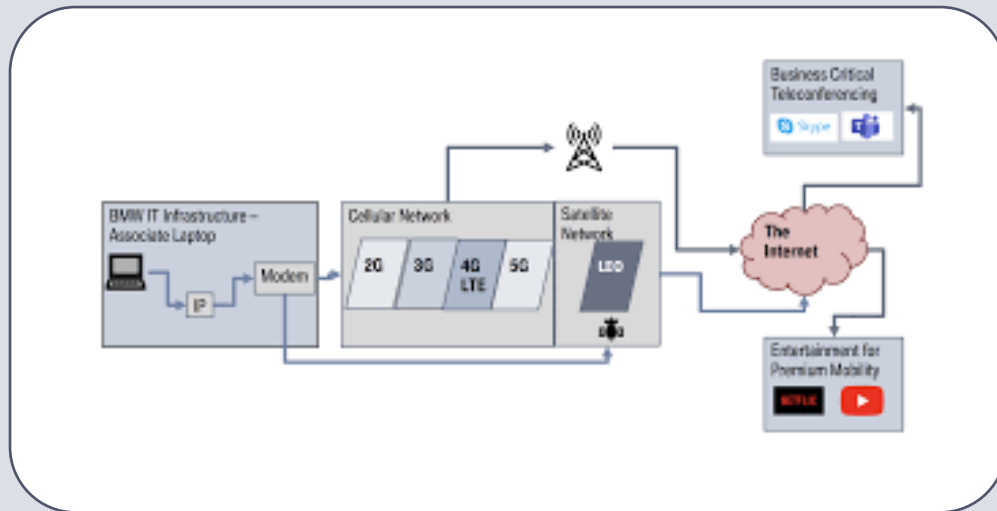 BMW IT Infrastructure –
Associate Laptop
IP
Modem
Cellular Network
2G
3G
4G
LTE
5G
Satellite
Network
LEO
The
Internet
Business Critical
Teleconferencing
Skype
Entertainment for
Premium Mobility
NETFLIX